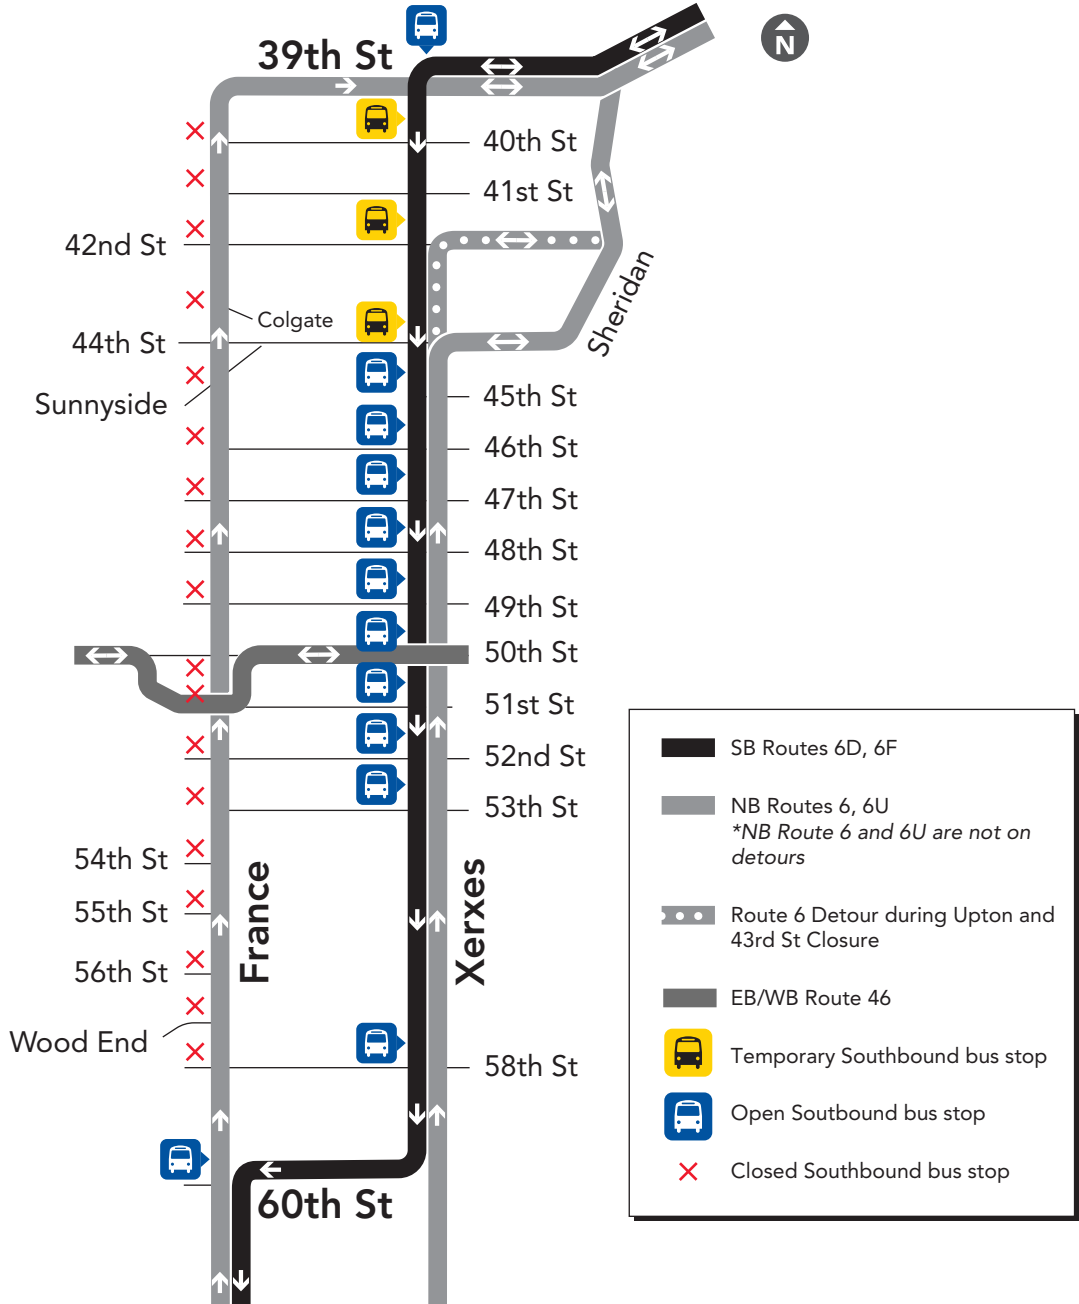 39th St
N
40th St
41st St
42nd St
Colgate
Sheridan
44th St
Sunnyside
45th St
46th St
47th St
48th St
49th St
50th St
51st St
52nd St
53th St
54th St
55th St
56th St
France
Xerxes
Wood End
58th St
60th St
SB Routes 6D, 6F
NB Routes 6, 6U
*NB Route 6 and 6U are not on
detours
Route 6 Detour during Upton and
43rd St Closure
EB/WB Route 46
Temporary Southbound bus stop
Open Soutbound bus stop
Closed Southbound bus stop